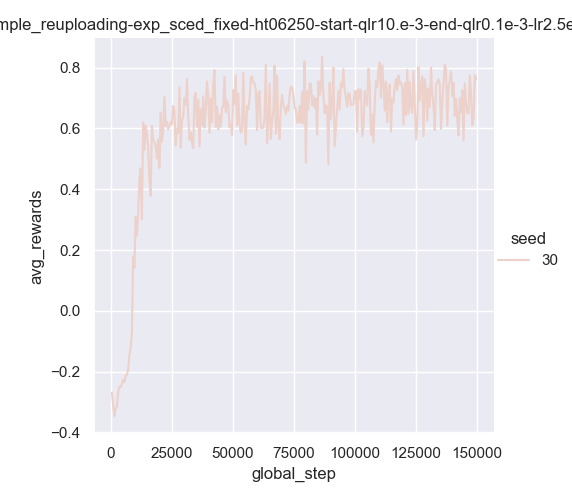 mple_reuploading-exp_sced_fixed-ht06250-start-qlr10.e-3-end-qlr0.1e-3-lr2.5e
0.8
0.6
0.4
0.2
0.0
−0.2
−0.4
avg_rewards
0 25000 50000 75000 100000 125000 150000
global_step
seed
30